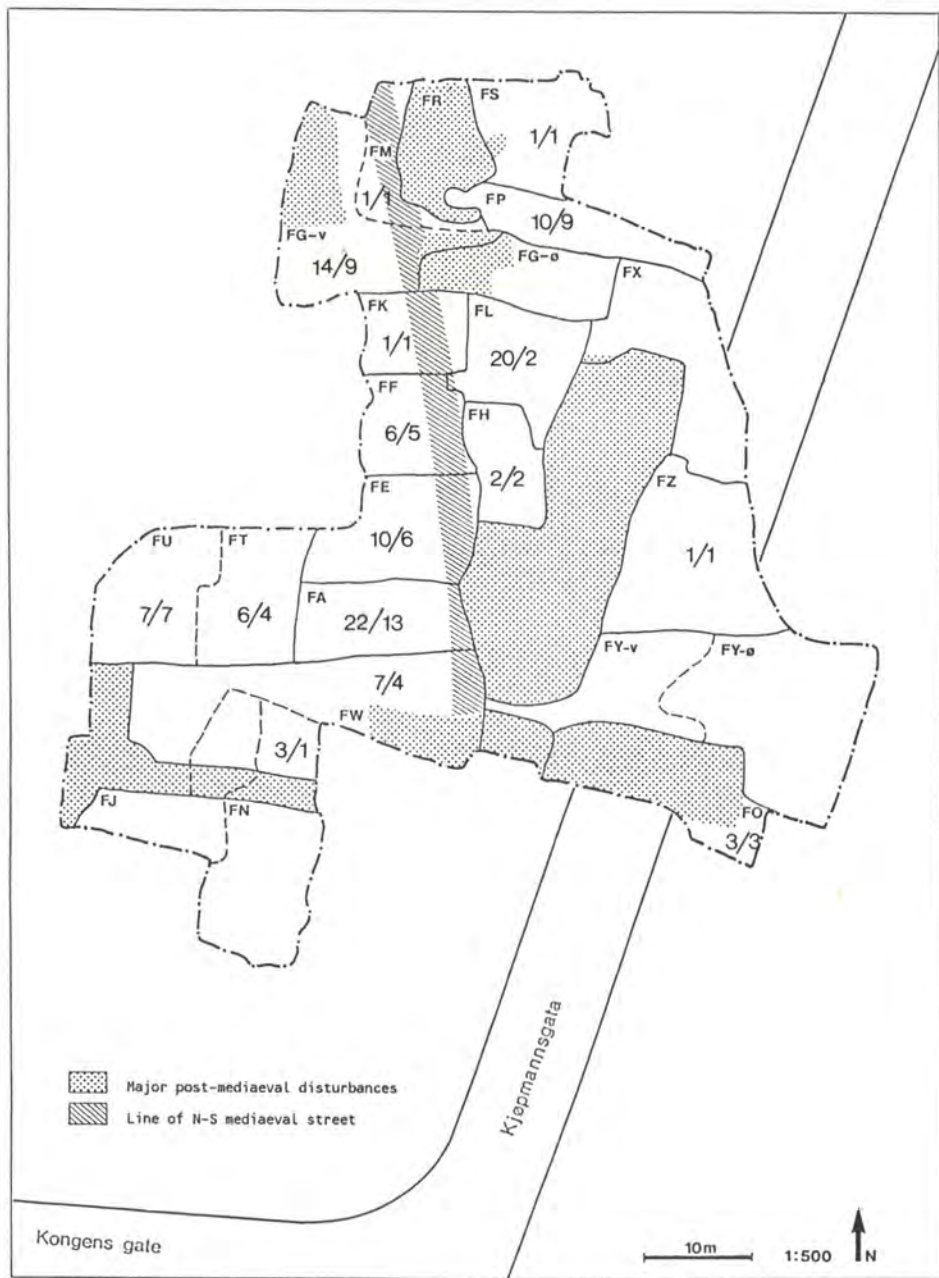 FR
FS
FM
1/1
1/1
FP
10/9
FG-v
FG-ø
FX
14/9
FK
FL
1/1
20/2
FF
FH
6/5
2/2
FE
FZ
10/6
1/1
FU
FT
FA
7/7
6/4
22/13
FY-v
FY-ø
7/4
FW
3/1
FJ
FN
FO
3/3
Kjøpmannsgata
Major post-mediaeval disturbances
Line of N-S mediaeval street
Kongens gate
10m
1:500
N